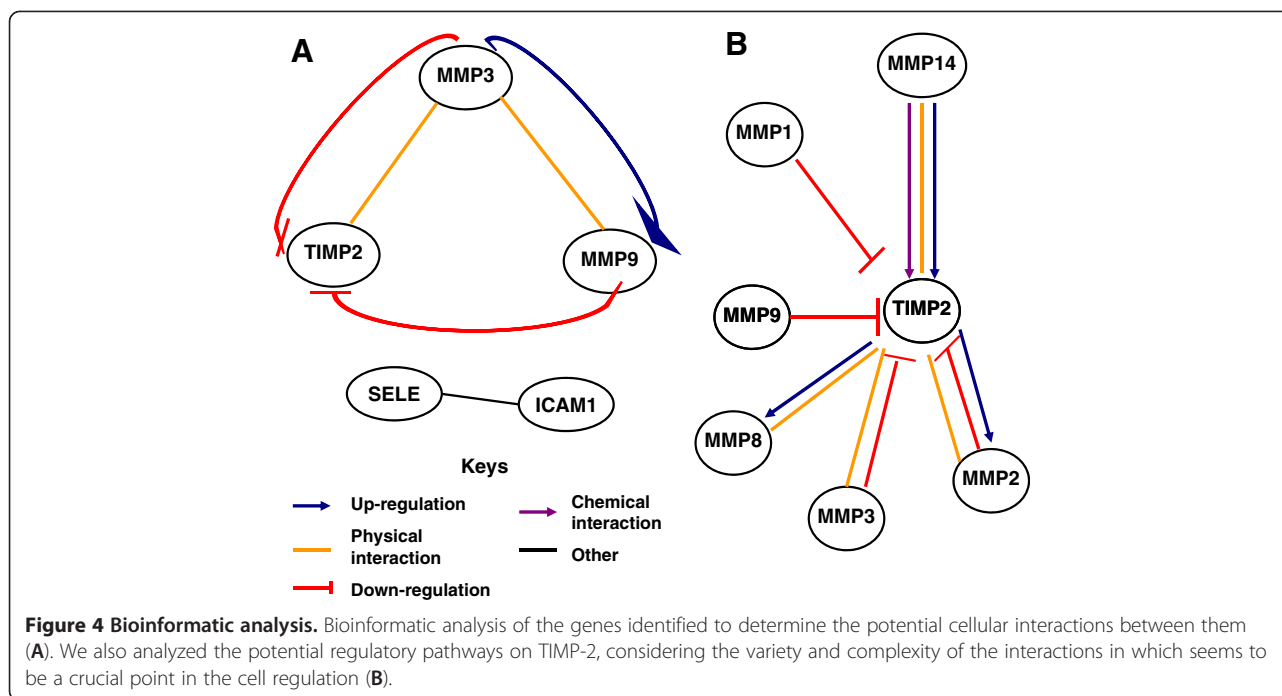 A
B
MMP3
MMP14
MMP1
TIMP2
MMP9
TIMP2
MMP9
SELE
ICAM1
MMP8
MMP2
MMP3
Keys
Up-regulation
Chemical
interaction
Physical
interaction
Other
Down-regulation
Figure 4 Bioinformatic analysis. Bioinformatic analysis of the genes identified to determine the potential cellular interactions between them
(A). We also analyzed the potential regulatory pathways on TIMP-2, considering the variety and complexity of the interactions in which seems to
be a crucial point in the cell regulation (B).